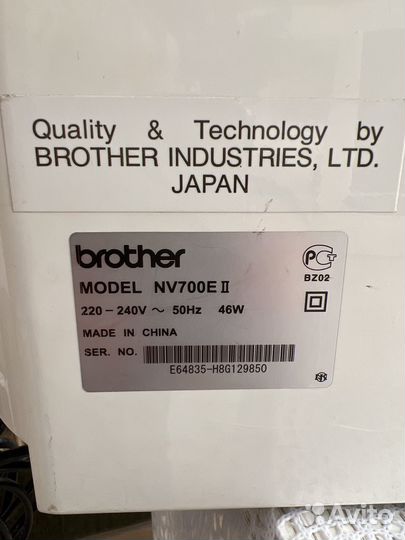 Quality & Technology by
BROTHER INDUSTRIES, LTD.
JAPAN
brother
MODEL NV700E II
BZ02
220-240V ~ 50Hz 46W
MADE IN CHINA
SER. NO.
E64835-H8G129850
Avito